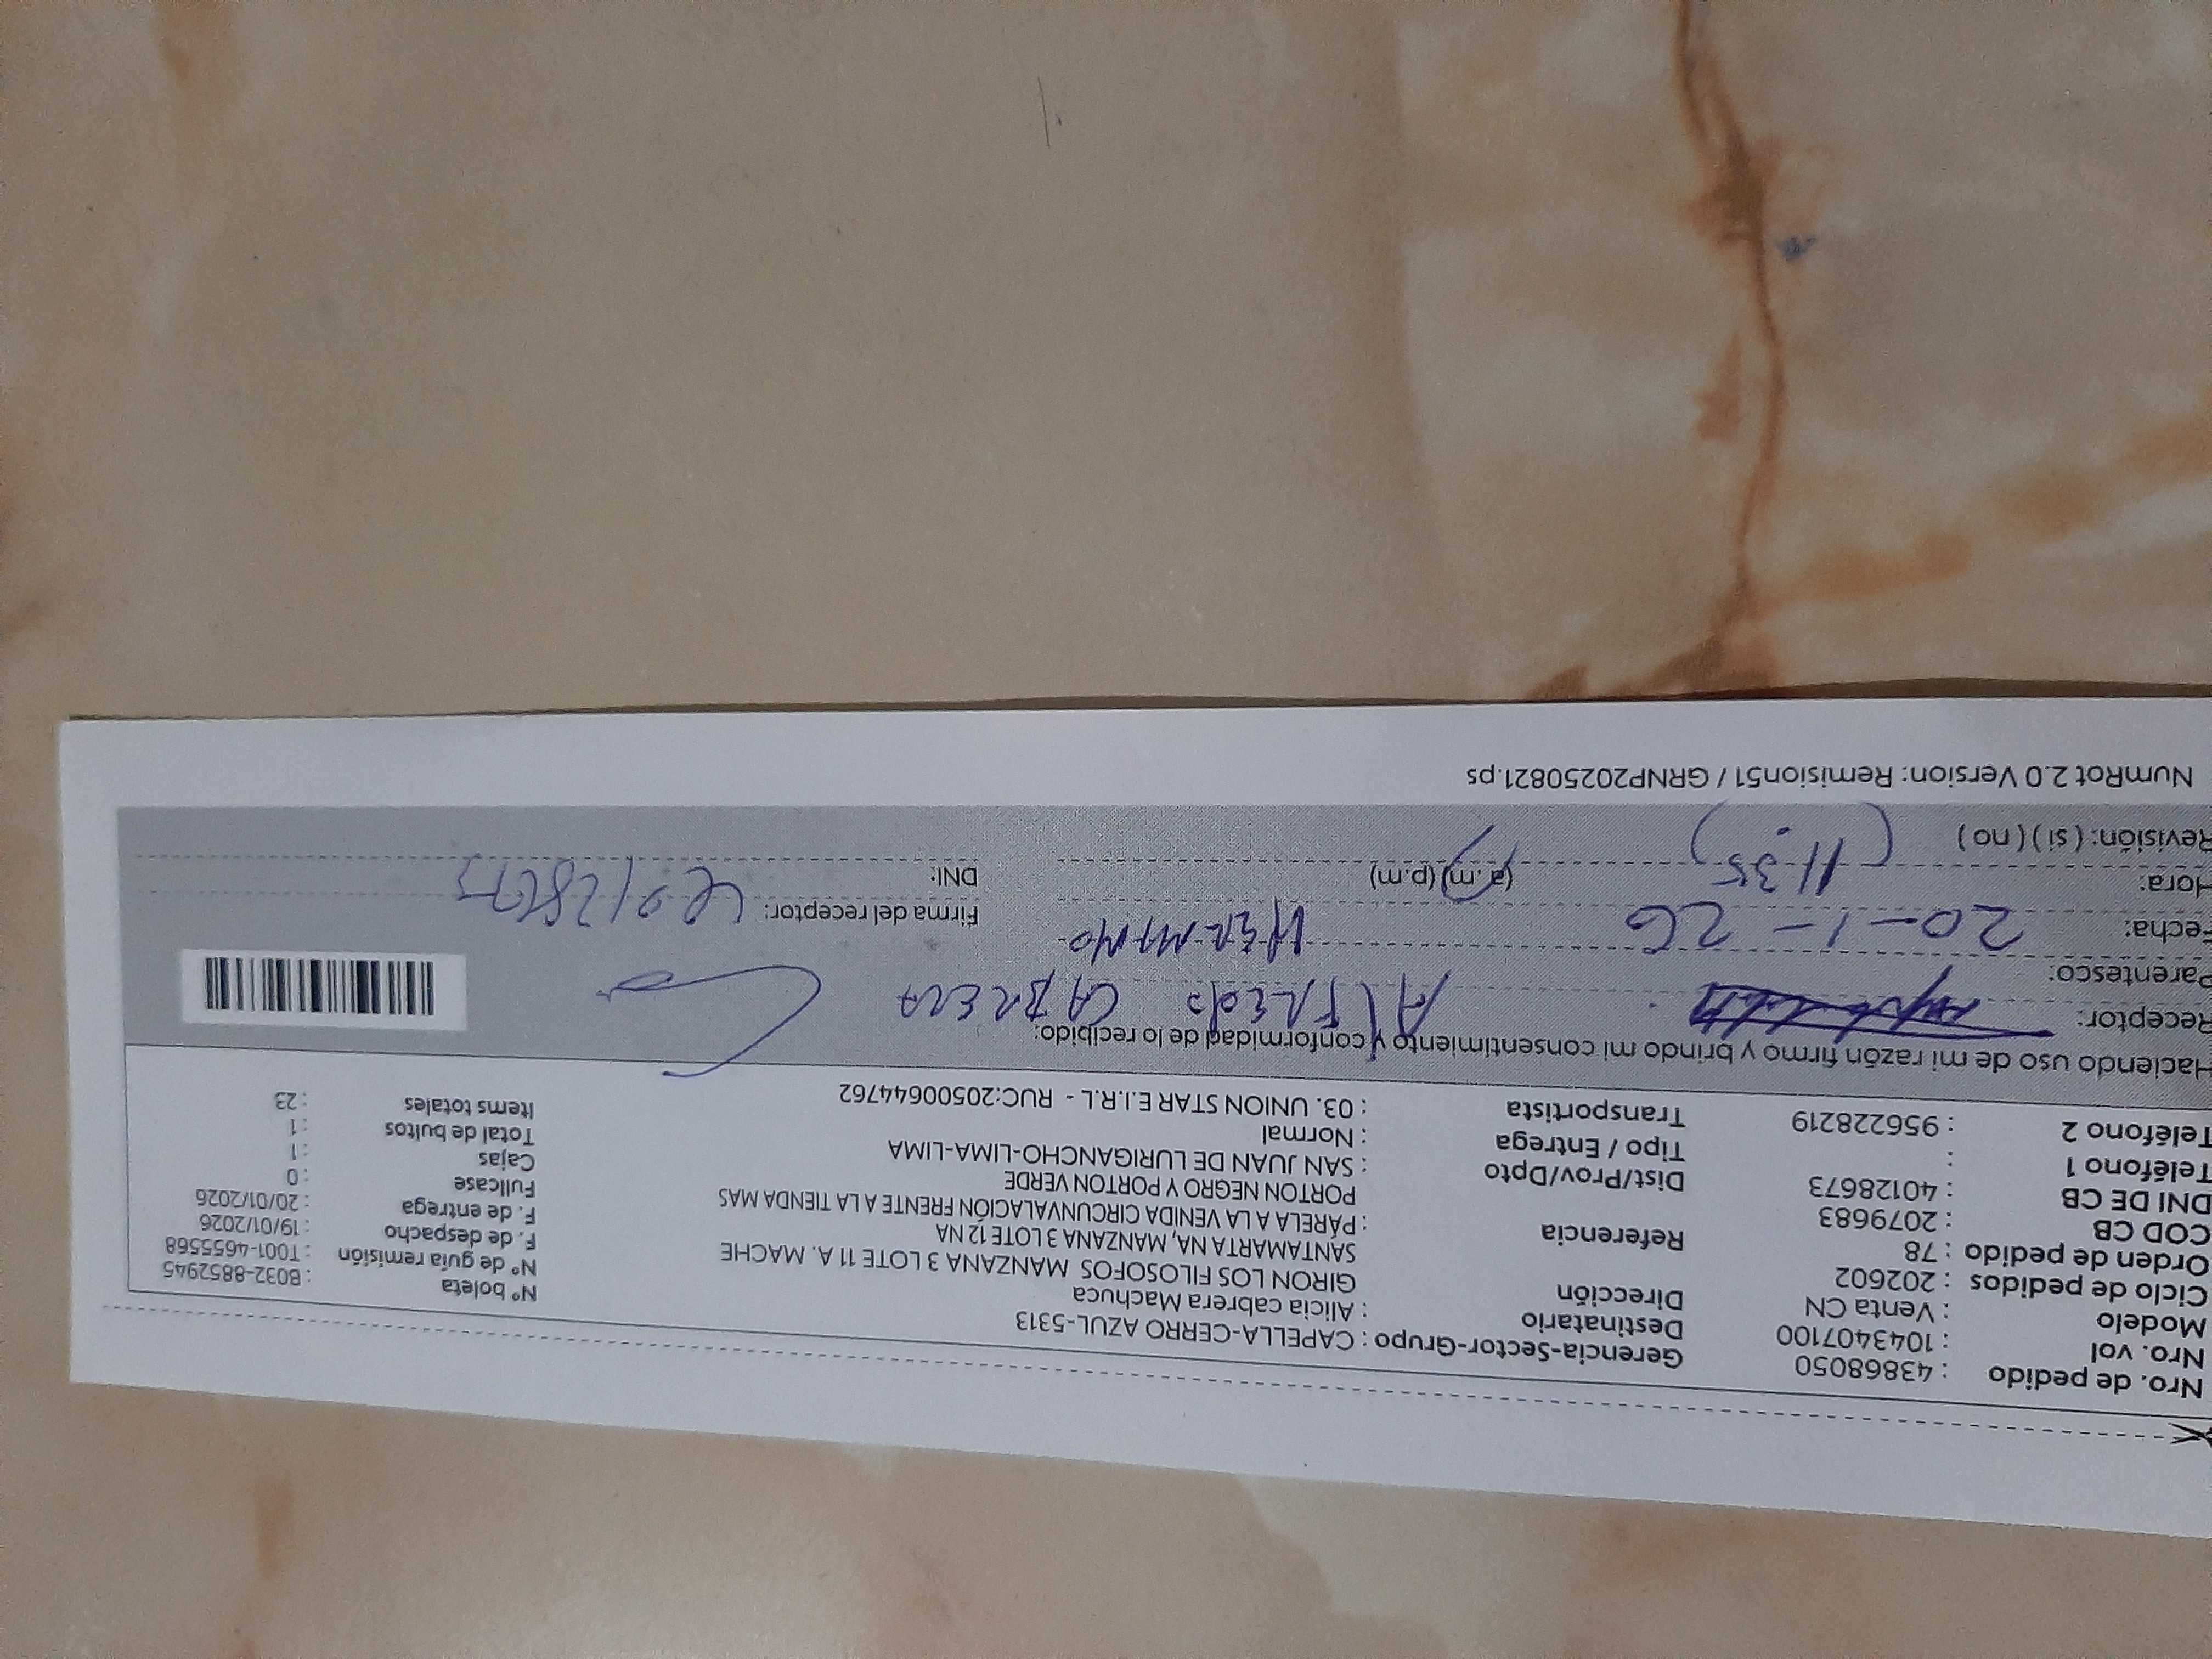 Nro. de pedido : 43868050
Nro. vol : 1043407100
Modelo : Venta CN
Ciclo de pedidos : 202602
Orden de pedido : 78
COD CB : 2079683
DNI DE CB : 40128673
Teléfono 1 :
Teléfono 2 : 956228219
Gerencia-Sector-Grupo : CAPELLA-CERRO AZUL-5313
Destinatario : Alicia cabrera Machuca
Dirección : GIRON LOS FILOSOFOS MANZANA 3 LOTE 11 A. MACHE
SANTAMARTA NA, MANZANA 3 LOTE 12 NA
Referencia : PARELA A LA VENIDA CIRCUNVALACIÓN FRENTE A LA TIENDA MAS
PORTON NEGRO Y PORTON VERDE
Dist/Prov/Dpto : SAN JUAN DE LURIGANCHO-LIMA-LIMA
Tipo / Entrega : Normal
Transportista : 03. UNION STAR E.I.R.L - RUC:20500644762
N° boleta : B032-8852945
N° de guía remisión : T001-4655568
F. de despacho : 19/01/2026
F. de entrega : 20/01/2026
Fullcase : 0
Cajas : 1
Total de bultos : 1
Items totales : 23
Haciendo uso de mi razón firmo y brindo mi consentimiento y conformidad de lo recibido:
Receptor: AlFREdo CABRERA
Parentesco: HERMANO
Fecha: 20-1-26
Hora: (11:35) (a.m) (p.m)
Revisión: ( si ) ( no )
Firma del receptor:
DNI:
NumRot 2.0 Version: Remision51 / GRNP20250821.ps